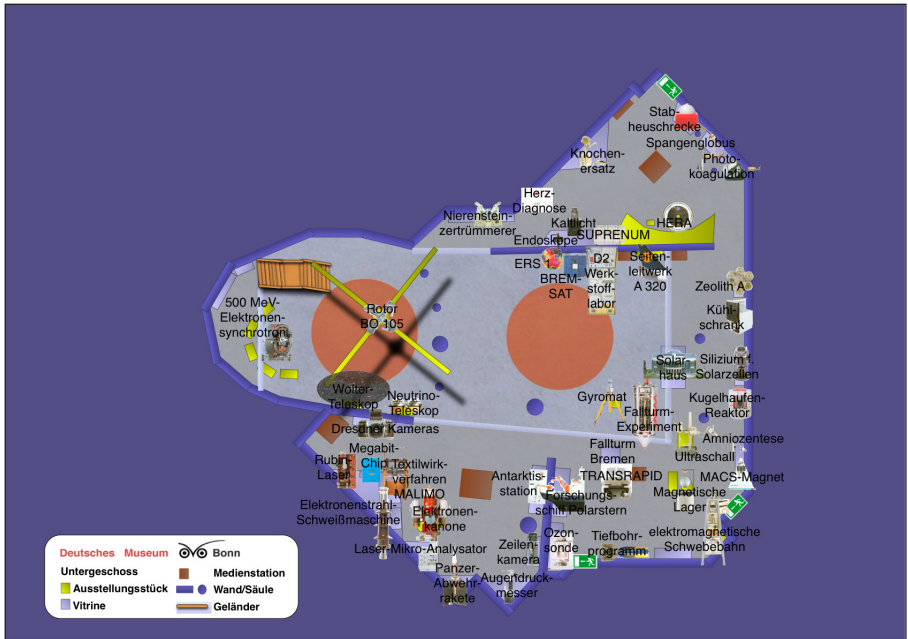 Stab-
heuschrecke
Spangenglobus
Photo-
koagulation
Knochen-
ersatz
Herz-
Diagnose
Nierenstein-
zertrümmerer
Kaltlicht
HERA
SUPRENUM
Endoskope
ERS 1
BREM-
SAT
D2
Werk-
stoff-
labor
Seiten-
leitwerk
A 320
Zeolith A
Kühl-
schrank
500 MeV-
Elektronen-
synchrotron
Rotor
BO 105
Solar-
haus
Silizium f.
Solarzellen
Wolter-
Teleskop
Neutrino-
Teleskop
Gyromat
Kugelhaufen-
Reaktor
Fallturm-
Experiment
Dresdner Kameras
Fallturm
Bremen
Amniozentese
Ultraschall
Megabit-
Chip
Rubin-
Laser
Textilwirk-
verfahren
MALIMO
Antarktis-
station
TRANSRAPID
MACS-Magnet
Magnetische
Lager
Forschungs-
schiff Polarstern
Elektronenstrahl-
Schweißmaschine
Elektronen-
kanone
elektromagnetische
Schwebebahn
Laser-Mikro-Analysator
Zeilen-
kamera
Ozon-
sonde
Tiefbohr-
programm
Panzer-
Abwehr-
rakete
Augendruck-
messer
Deutsches Museum Bonn
Untergeschoss
Medienstation
Ausstellungsstück
Wand/Säule
Vitrine
Geländer